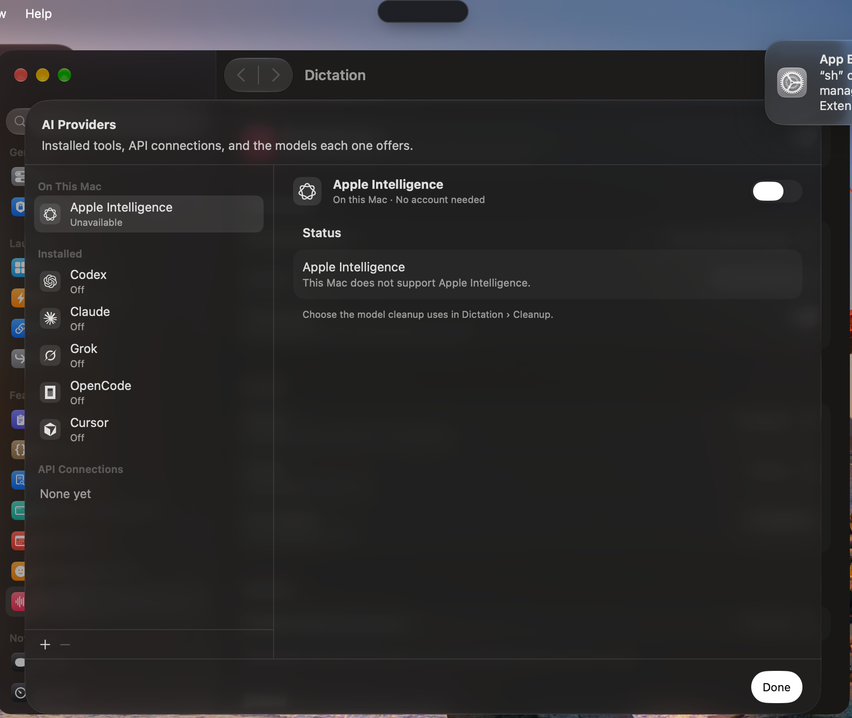 Help
Dictation
“sh”
AI Providers
Installed tools, API connections, and the models each one offers.
On This Mac
Apple Intelligence
Unavailable
Installed
Codex
Off
Claude
Off
Grok
Off
OpenCode
Off
Cursor
Off
API Connections
None yet
Apple Intelligence
On this Mac · No account needed
Status
Apple Intelligence
This Mac does not support Apple Intelligence.
Choose the model cleanup uses in Dictation › Cleanup.
Done